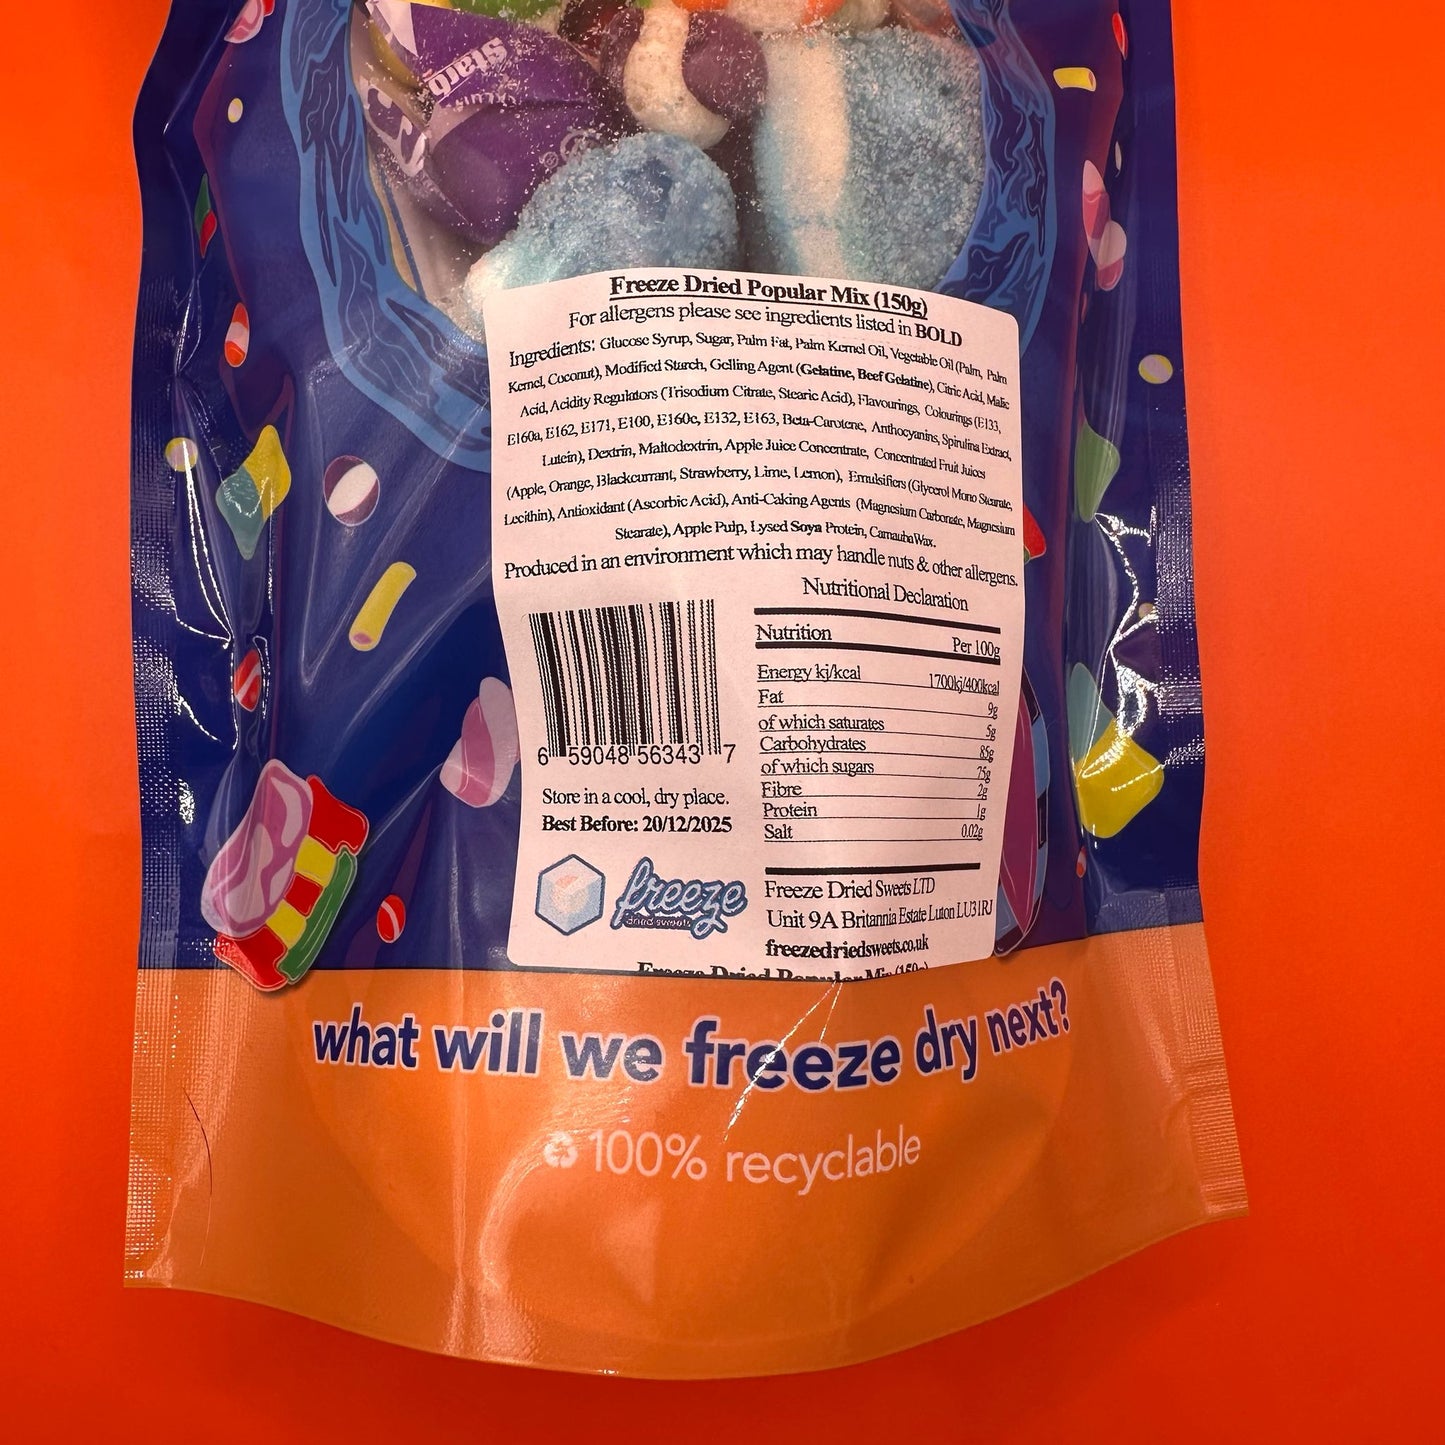 Starb
Freeze Dried Popular Mix (150g)
For allergens please see ingredients listed in BOLD
Ingredients: Glucose Syrup, Sugar, Palm Fat, Palm Kernel Oil, Vegetable Oil (Palm, Palm
Kernel, Coconut), Modified Starch, Gelling Agent (Gelatine, Beef Gelatine), Citric Acid, Malic
Acid, Acidity Regulators (Trisodium Citrate, Stearic Acid), Flavourings, Colourings (E133,
E160a, E162, E171, E100, E160c, E132, E163, Beta-Carotene, Anthocyanins, Spirulina Extract,
Lutein), Dextrin, Maltodextrin, Apple Juice Concentrate, Concentrated Fruit Juices
(Apple, Orange, Blackcurrant, Strawberry, Lime, Lemon), Emulsifiers (Glycerol Mono Stearate,
Lecithin), Antioxidant (Ascorbic Acid), Anti-Caking Agents (Magnesium Carbonate, Magnesium
Stearate), Apple Pulp, Lysed Soya Protein, Carnauba Wax.
Produced in an environment which may handle nuts & other allergens.
Nutritional Declaration
Nutrition Per 100g
Energy kj/kcal 1700kj/400kcal
Fat 9g
of which saturates 5g
Carbohydrates 85g
of which sugars 75g
Fibre 2g
Protein 1g
Salt 0.02g
6 59048 56343 7
Store in a cool, dry place.
Best Before: 20/12/2025
freeze
dried sweets
Freeze Dried Sweets LTD
Unit 9A Britannia Estate Luton LU31RJ
freezedriedsweets.co.uk
Freeze Dried Popular Mix (150g)
what will we freeze dry next?
100% recyclable